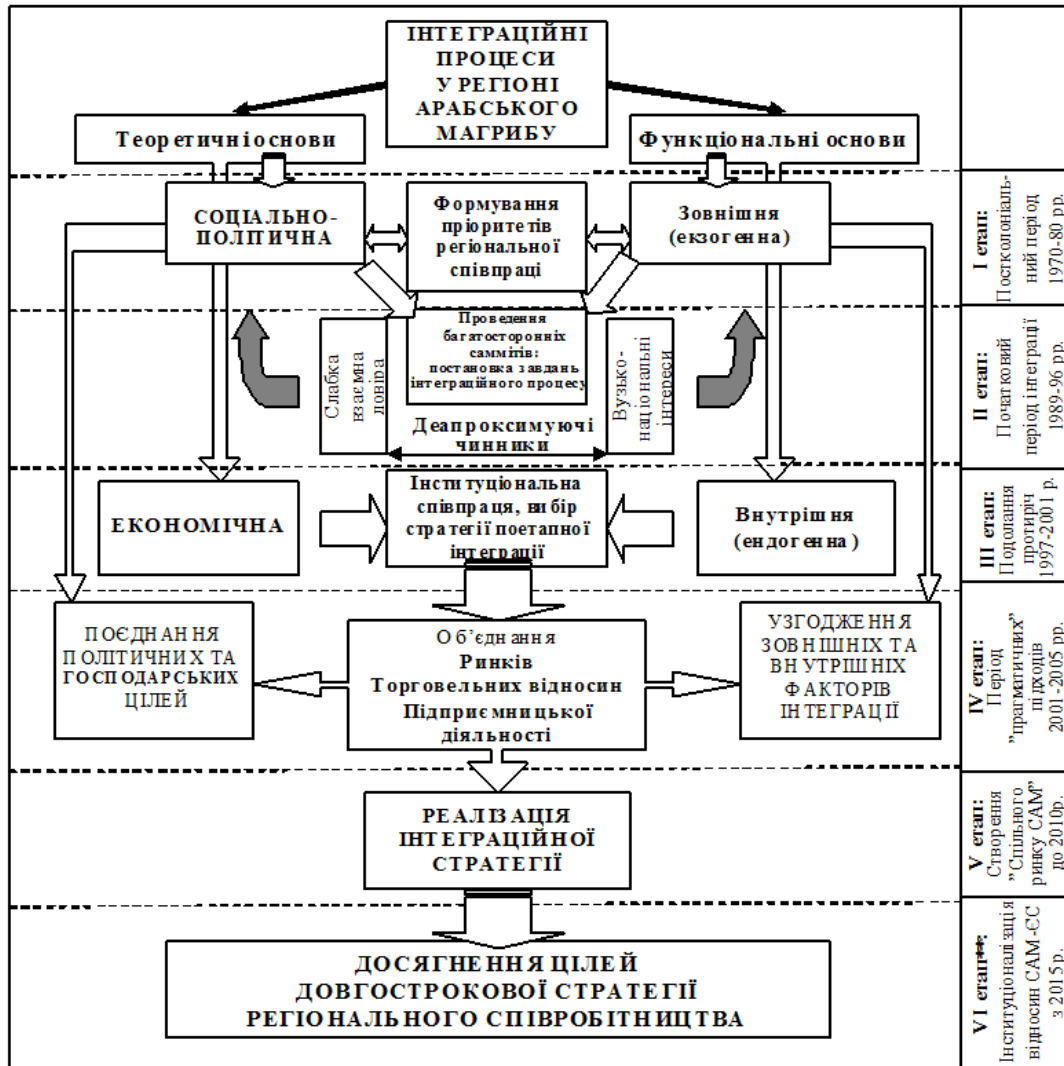 ІНТЕГРАЦІЙНІ
ПРОЦЕСИ
У РЕГІОНІ
АРАБСЬКОГО
МАГРИБУ
Теоретичні основи
Функціональні основи
СОЦІАЛЬНО-
ПОЛІТИЧНА
Формування
пріоритетів
регіональної
співпраці
Зовнішня
(екзогенна)
I етап:
Постколоніаль-
ний період
1970-80 рр.
Слабка
взаємна
довіра
Проведення
багатосторонніх
саммітів:
постановка завдань
інтеграційного процесу
Вузько-
національні
інтереси
Деапроксимуючі
чинники
II етап:
Початковий
період інтеграції
1989-96 рр.
ЕКОНОМІЧНА
Інституціональна
співпраця, вибір
стратегії поетапної
інтеграції
Внутрішня
(ендогенна)
III етап:
Подолання
протиріч
1997-2001 р.
ПОЄДНАННЯ
ПОЛІТИЧНИХ ТА
ГОСПОДАРСЬКИХ
ЦІЛЕЙ
Об’єднання
Ринків
Торговельних відносин
Підприємницької
діяльності
УЗГОДЖЕННЯ
ЗОВНІШНІХ ТА
ВНУТРІШНІХ
ФАКТОРІВ
ІНТЕГРАЦІЇ
IV етап:
Період
”прагматичних”
підходів
2001-2005 рр.
РЕАЛІЗАЦІЯ
ІНТЕГРАЦІЙНОЇ
СТРАТЕГІЇ
V етап:
Створення
”Спільного
ринку САМ”
до 2010р.
ДОСЯГНЕННЯ ЦІЛЕЙ
ДОВГОСТРОКОВОЇ СТРАТЕГІЇ
РЕГІОНАЛЬНОГО СПІВРОБІТНИЦТВА
VI етап**:
Інституціоналізація
відносин САМ-ЄС
з 2015р.